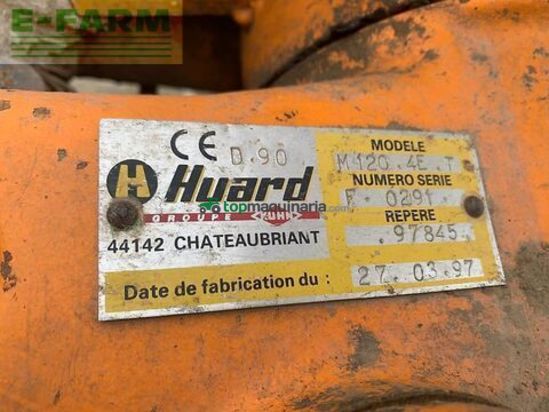 E-FARM
CE D.90
MODELE
M120.4E.T
H Huard
NUMERO SERIE
F 0291
topmaquinaria.com
GROUPE KUHN
REPERE
97845
44142 CHATEAUBRIANT
Date de fabrication du : 27.03.97